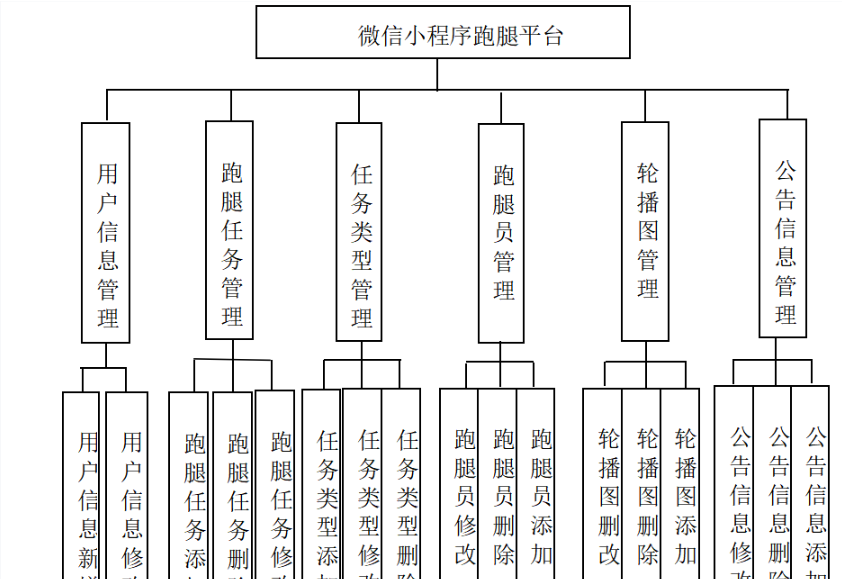 微信小程序跑腿平台
用户信息管理
跑腿任务管理
任务类型管理
跑腿员管理
轮播图管理
公告信息管理
用户信息新
用户信息修
跑腿任务添
跑腿任务删
跑腿任务修
任务类型添
任务类型修
任务类型删
跑腿员修改
跑腿员删除
跑腿员添加
轮播图删改
轮播图删除
轮播图添加
公告信息修
公告信息删
公告信息添